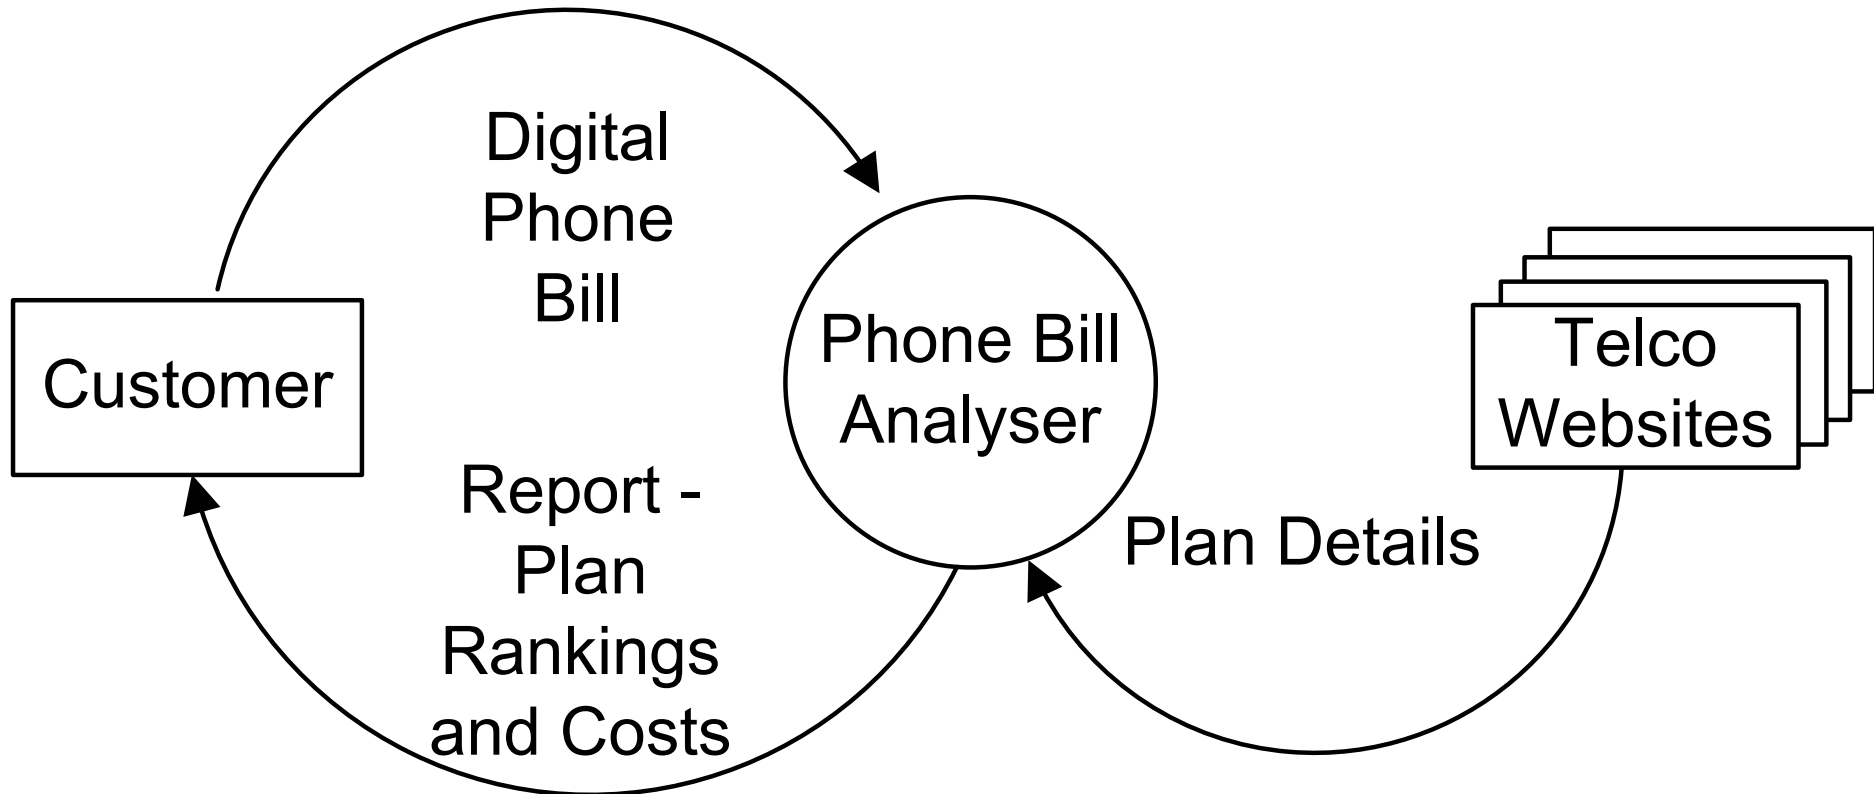 Digital
Phone
Bill
Customer
Phone Bill
Analyser
Telco
Websites
Report -
Plan
Rankings
and Costs
Plan Details